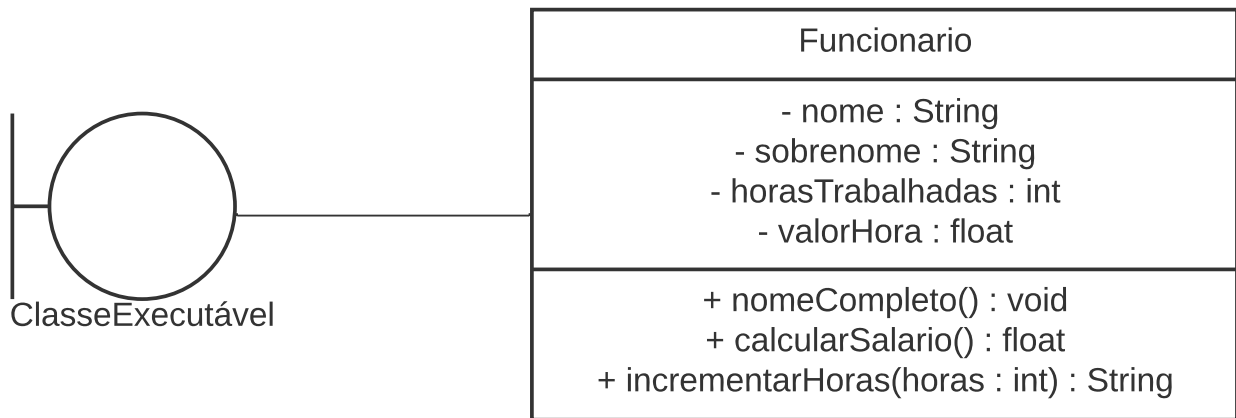 Funcionario
- nome : String
- sobrenome : String
- horasTrabalhadas : int
- valorHora : float
+ nomeCompleto() : void
+ calcularSalario() : float
+ incrementarHoras(horas : int) : String
ClasseExecutável